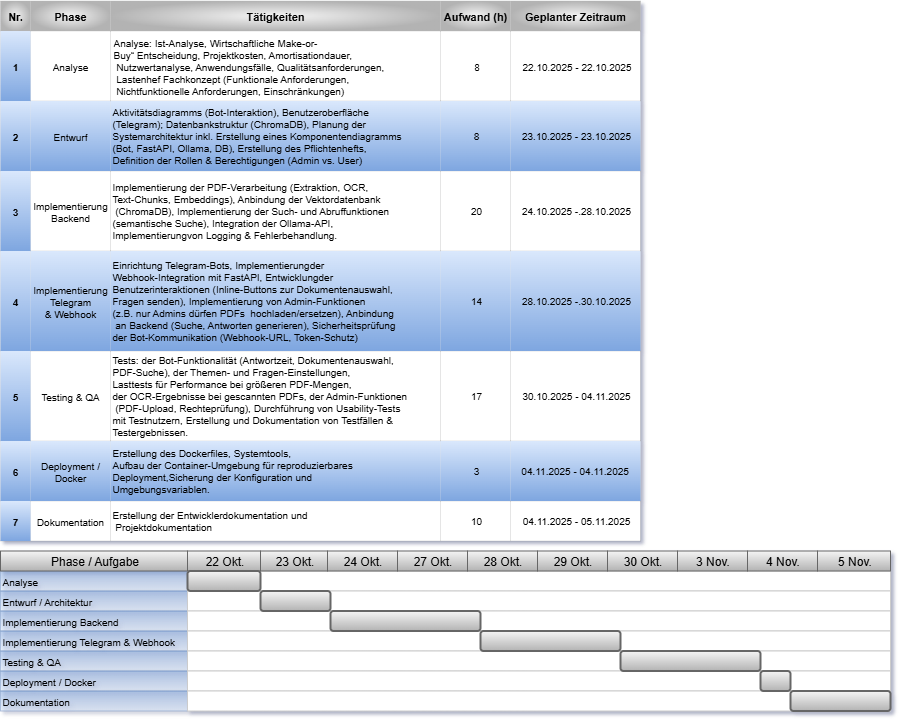 Nr. Phase Tätigkeiten Aufwand (h) Geplanter Zeitraum
1 Analyse
Analyse: Ist-Analyse, Wirtschaftliche Make-or-
Buy“ Entscheidung, Projektkosten, Amortisationdauer,
Nutzwertanalyse, Anwendungsfälle, Qualitätsanforderungen,
Lastenhef Fachkonzept (Funktionale Anforderungen,
Nichtfunktionelle Anforderungen, Einschränkungen)
8 22.10.2025 - 22.10.2025
2 Entwurf
Aktivitätsdiagramms (Bot-Interaktion), Benutzeroberfläche
(Telegram); Datenbankstruktur (ChromaDB), Planung der
Systemarchitektur inkl. Erstellung eines Komponentendiagramms
(Bot, FastAPI, Ollama, DB), Erstellung des Pflichtenhefts,
Definition der Rollen & Berechtigungen (Admin vs. User)
8 23.10.2025 - 23.10.2025
3 Implementierung
Backend
Implementierung der PDF-Verarbeitung (Extraktion, OCR,
Text-Chunks, Embeddings), Anbindung der Vektordatenbank
(ChromaDB), Implementierung der Such- und Abruffunktionen
(semantische Suche), Integration der Ollama-API,
Implementierungvon Logging & Fehlerbehandlung.
20 24.10.2025 -.28.10.2025
4 Implementierung
Telegram
& Webhook
Einrichtung Telegram-Bots, Implementierungder
Webhook-Integration mit FastAPI, Entwicklungder
Benutzerinteraktionen (Inline-Buttons zur Dokumentenauswahl,
Fragen senden), Implementierung von Admin-Funktionen
(z.B. nur Admins dürfen PDFs hochladen/ersetzen), Anbindung
an Backend (Suche, Antworten generieren), Sicherheitsprüfung
der Bot-Kommunikation (Webhook-URL, Token-Schutz)
14 28.10.2025 -.30.10.2025
5 Testing & QA
Tests: der Bot-Funktionalität (Antwortzeit, Dokumentenauswahl,
PDF-Suche), der Themen- und Fragen-Einstellungen,
Lasttests für Performance bei größeren PDF-Mengen,
der OCR-Ergebnisse bei gescannten PDFs, der Admin-Funktionen
(PDF-Upload, Rechteprüfung), Durchführung von Usability-Tests
mit Testnutzern, Erstellung und Dokumentation von Testfällen &
Testergebnissen.
17 30.10.2025 - 04.11.2025
6 Deployment /
Docker
Erstellung des Dockerfiles, Systemtools,
Aufbau der Container-Umgebung für reproduzierbares
Deployment,Sicherung der Konfiguration und
Umgebungsvariablen.
3 04.11.2025 - 04.11.2025
7 Dokumentation
Erstellung der Entwicklerdokumentation und
Projektdokumentation
10 04.11.2025 - 05.11.2025
Phase / Aufgabe 22 Okt. 23 Okt. 24 Okt. 27 Okt. 28 Okt. 29 Okt. 30 Okt. 3 Nov. 4 Nov. 5 Nov.
Analyse
Entwurf / Architektur
Implementierung Backend
Implementierung Telegram & Webhook
Testing & QA
Deployment / Docker
Dokumentation